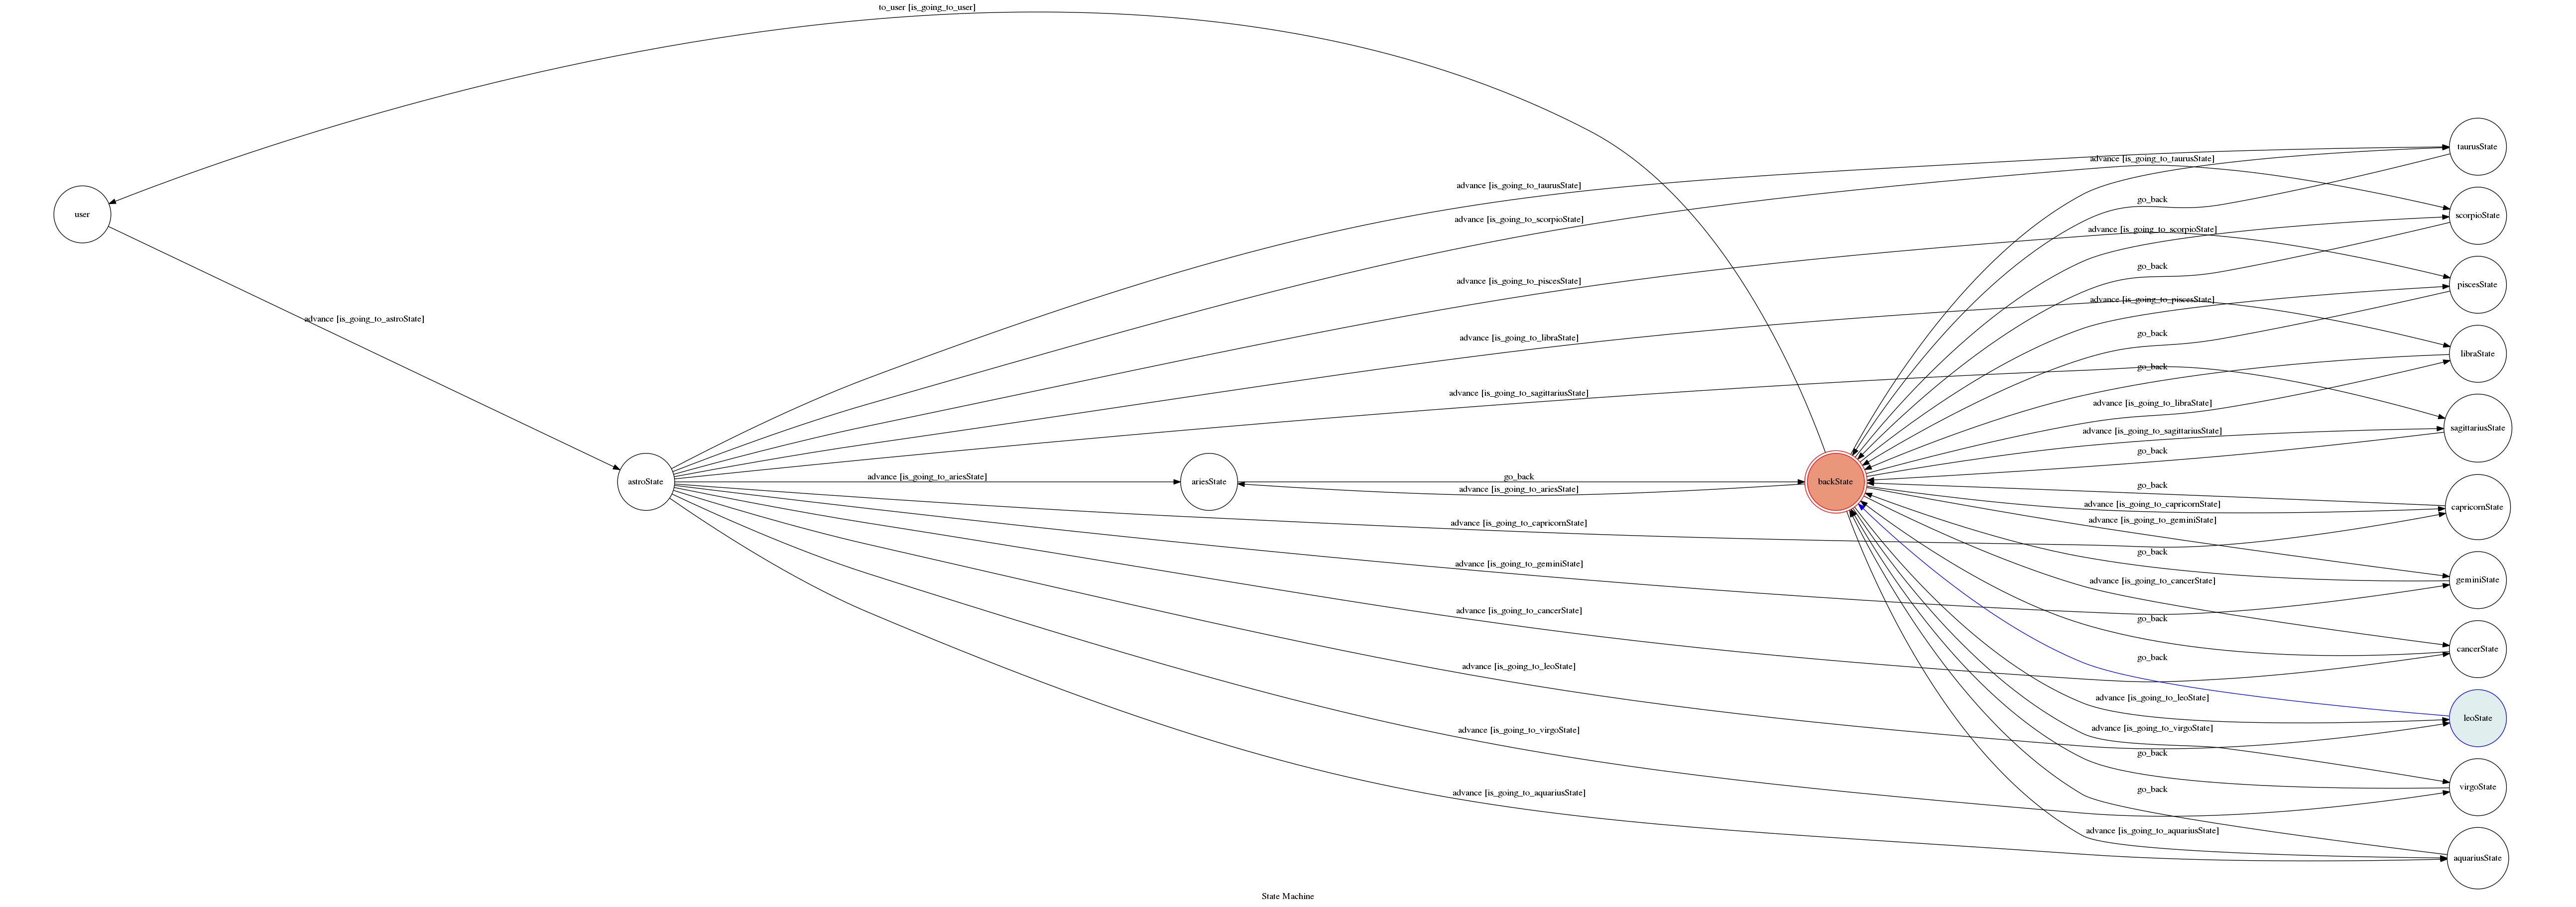 to_user [is_going_to_user]
taurusState
advance [is_going_to_taurusState]
advance [is_going_to_taurusState]
go_back
user
scorpioState
advance [is_going_to_scorpioState]
advance [is_going_to_scorpioState]
go_back
advance [is_going_to_piscesState]
piscesState
advance [is_going_to_piscesState]
advance [is_going_to_astroState]
go_back
advance [is_going_to_libraState]
libraState
go_back
advance [is_going_to_sagittariusState]
advance [is_going_to_libraState]
sagittariusState
advance [is_going_to_sagittariusState]
go_back
advance [is_going_to_ariesState]
go_back
astroState
ariesState
backState
go_back
advance [is_going_to_ariesState]
advance [is_going_to_capricornState]
capricornState
advance [is_going_to_capricornState]
advance [is_going_to_geminiState]
go_back
advance [is_going_to_geminiState]
geminiState
advance [is_going_to_cancerState]
advance [is_going_to_cancerState]
go_back
cancerState
go_back
advance [is_going_to_leoState]
advance [is_going_to_leoState]
leoState
advance [is_going_to_virgoState]
advance [is_going_to_virgoState]
go_back
virgoState
go_back
advance [is_going_to_aquariusState]
advance [is_going_to_aquariusState]
aquariusState
State Machine